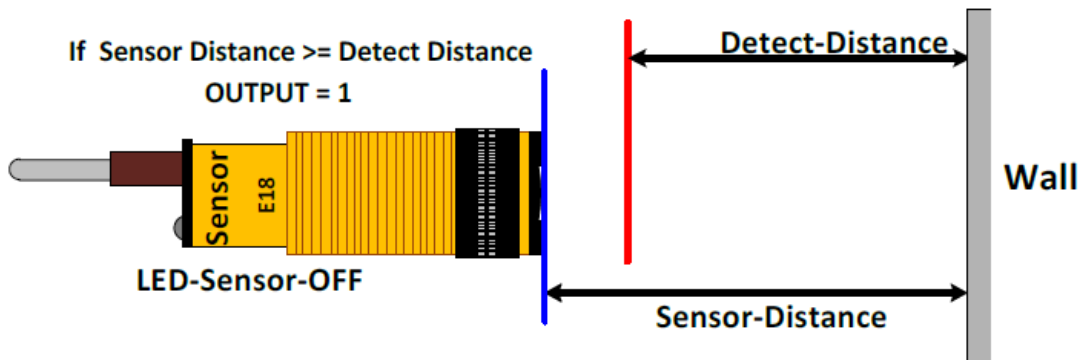 If Sensor Distance >= Detect Distance
OUTPUT = 1
Detect-Distance
Sensor
E18
Wall
LED-Sensor-OFF
Sensor-Distance